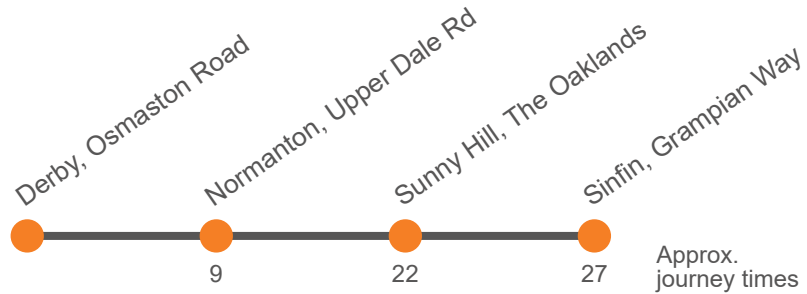 Derby, Osmaston Road
Normanton, Upper Dale Rd
Sunny Hill, The Oaklands
Sinfin, Grampian Way
9
22
27
Approx.
journey times